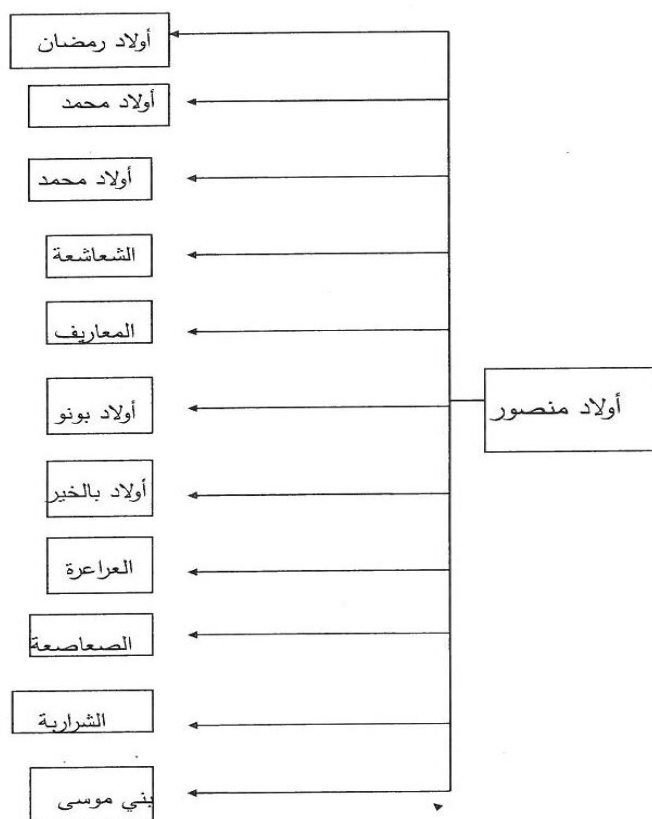 أولاد رمضان
أولاد محمد
أولاد محمد
الشعاشعة
المعاريف
أولاد منصور
أولاد بونو
أولاد بالخير
العراعرة
الصعاصعة
الشرارية
بني موسى